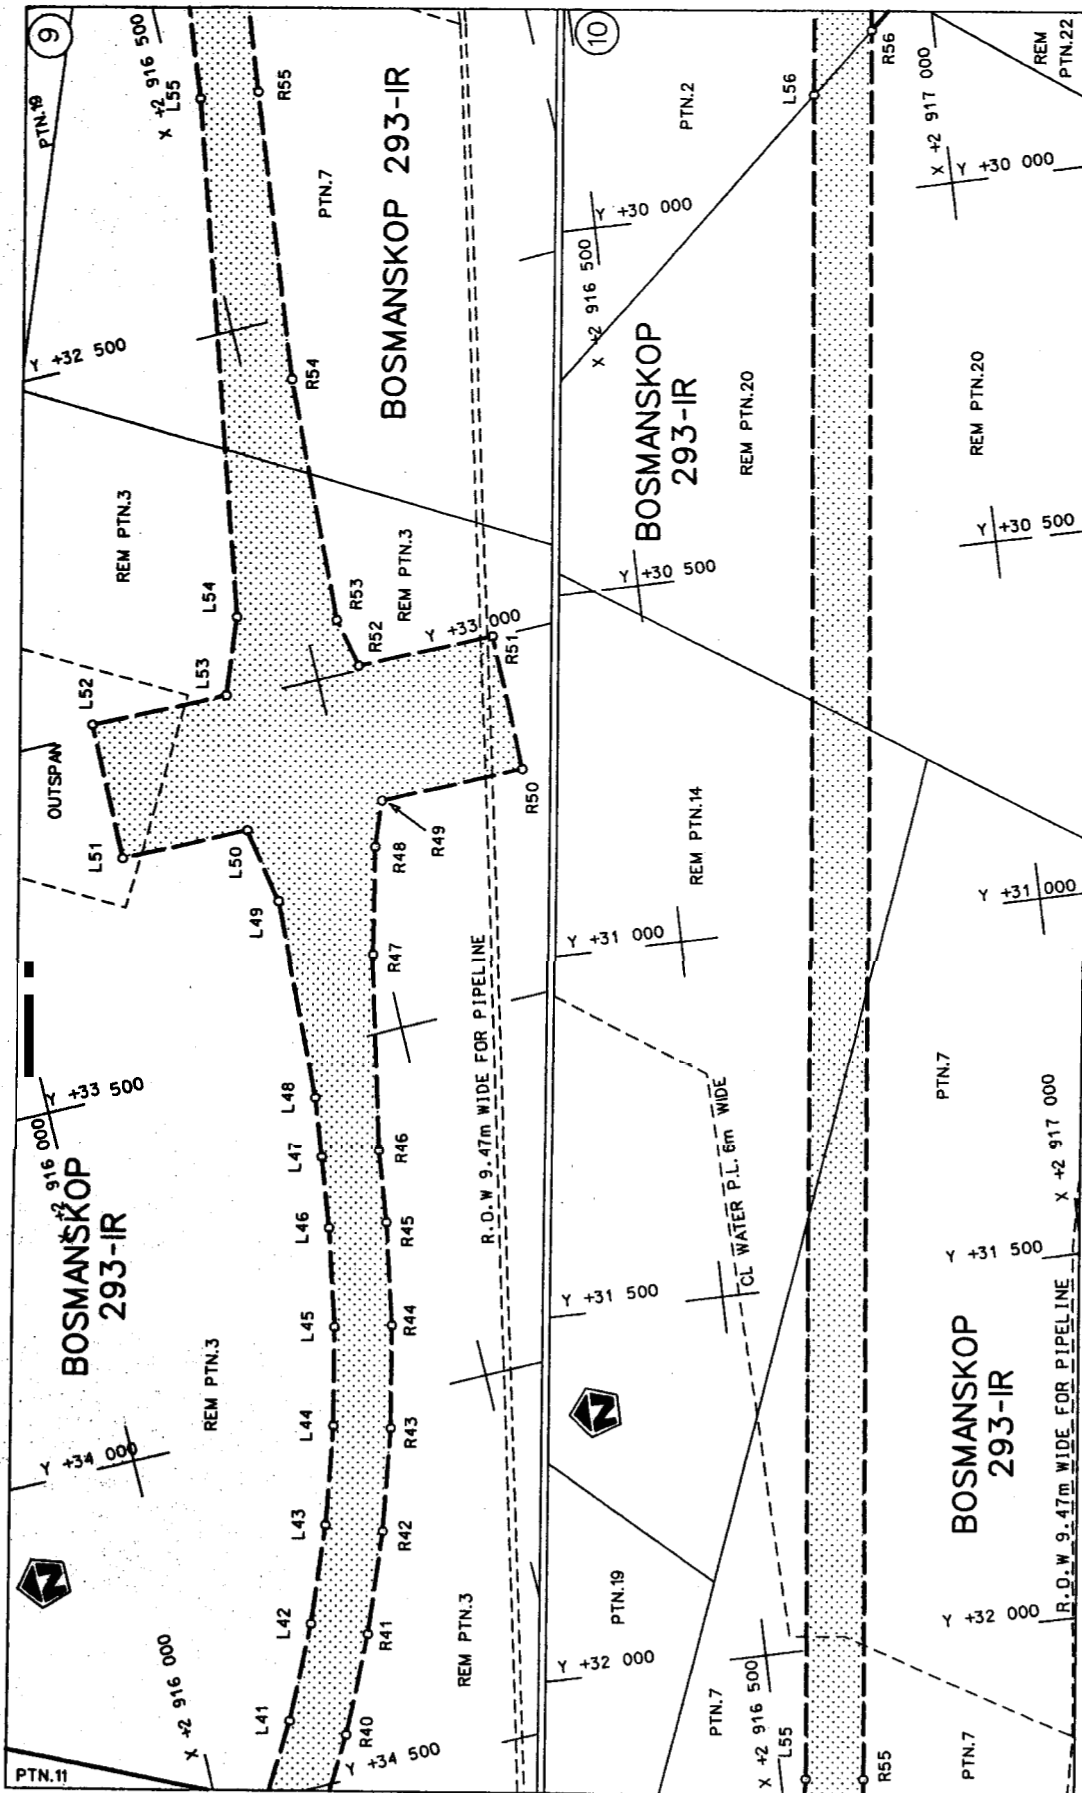 9
PTN.11
X +2 916 000
Y +34 500
L41
R40
L42
R41
L43
R42
L44
R43
L45
R44
L46
R45
L47
R46
L48
R47
L49
R48
L50
R49
L51
R50
L52
R51
L53
R52
L54
R53
R54
L55
R55
N
Y +34 000
REM PTN.3
REM PTN.3
BOSMANSKOP
293-IR
X +2 916 000
Y +33 500
R.O.W 9.47m WIDE FOR PIPELINE
OUTSPAN
Y +33 000
REM PTN.3
REM PTN.3
Y +32 500
PTN.19
X +2 916 500
PTN.7
BOSMANSKOP 293-IR
10
X +2 916 500
L55
R55
PTN.7
PTN.7
Y +32 000
Y +32 000
PTN.19
N
BOSMANSKOP
293-IR
R.O.W 9.47m WIDE FOR PIPELINE
Y +31 500
Y +31 500
X +2 917 000
CL WATER P.L. 6m WIDE
PTN.7
Y +31 000
Y +31 000
REM PTN.14
Y +30 500
Y +30 500
BOSMANSKOP
293-IR
REM PTN.20
REM PTN.20
X +2 916 500
Y +30 000
X +2 917 000
Y +30 000
PTN.2
L56
R56
REM
PTN.22